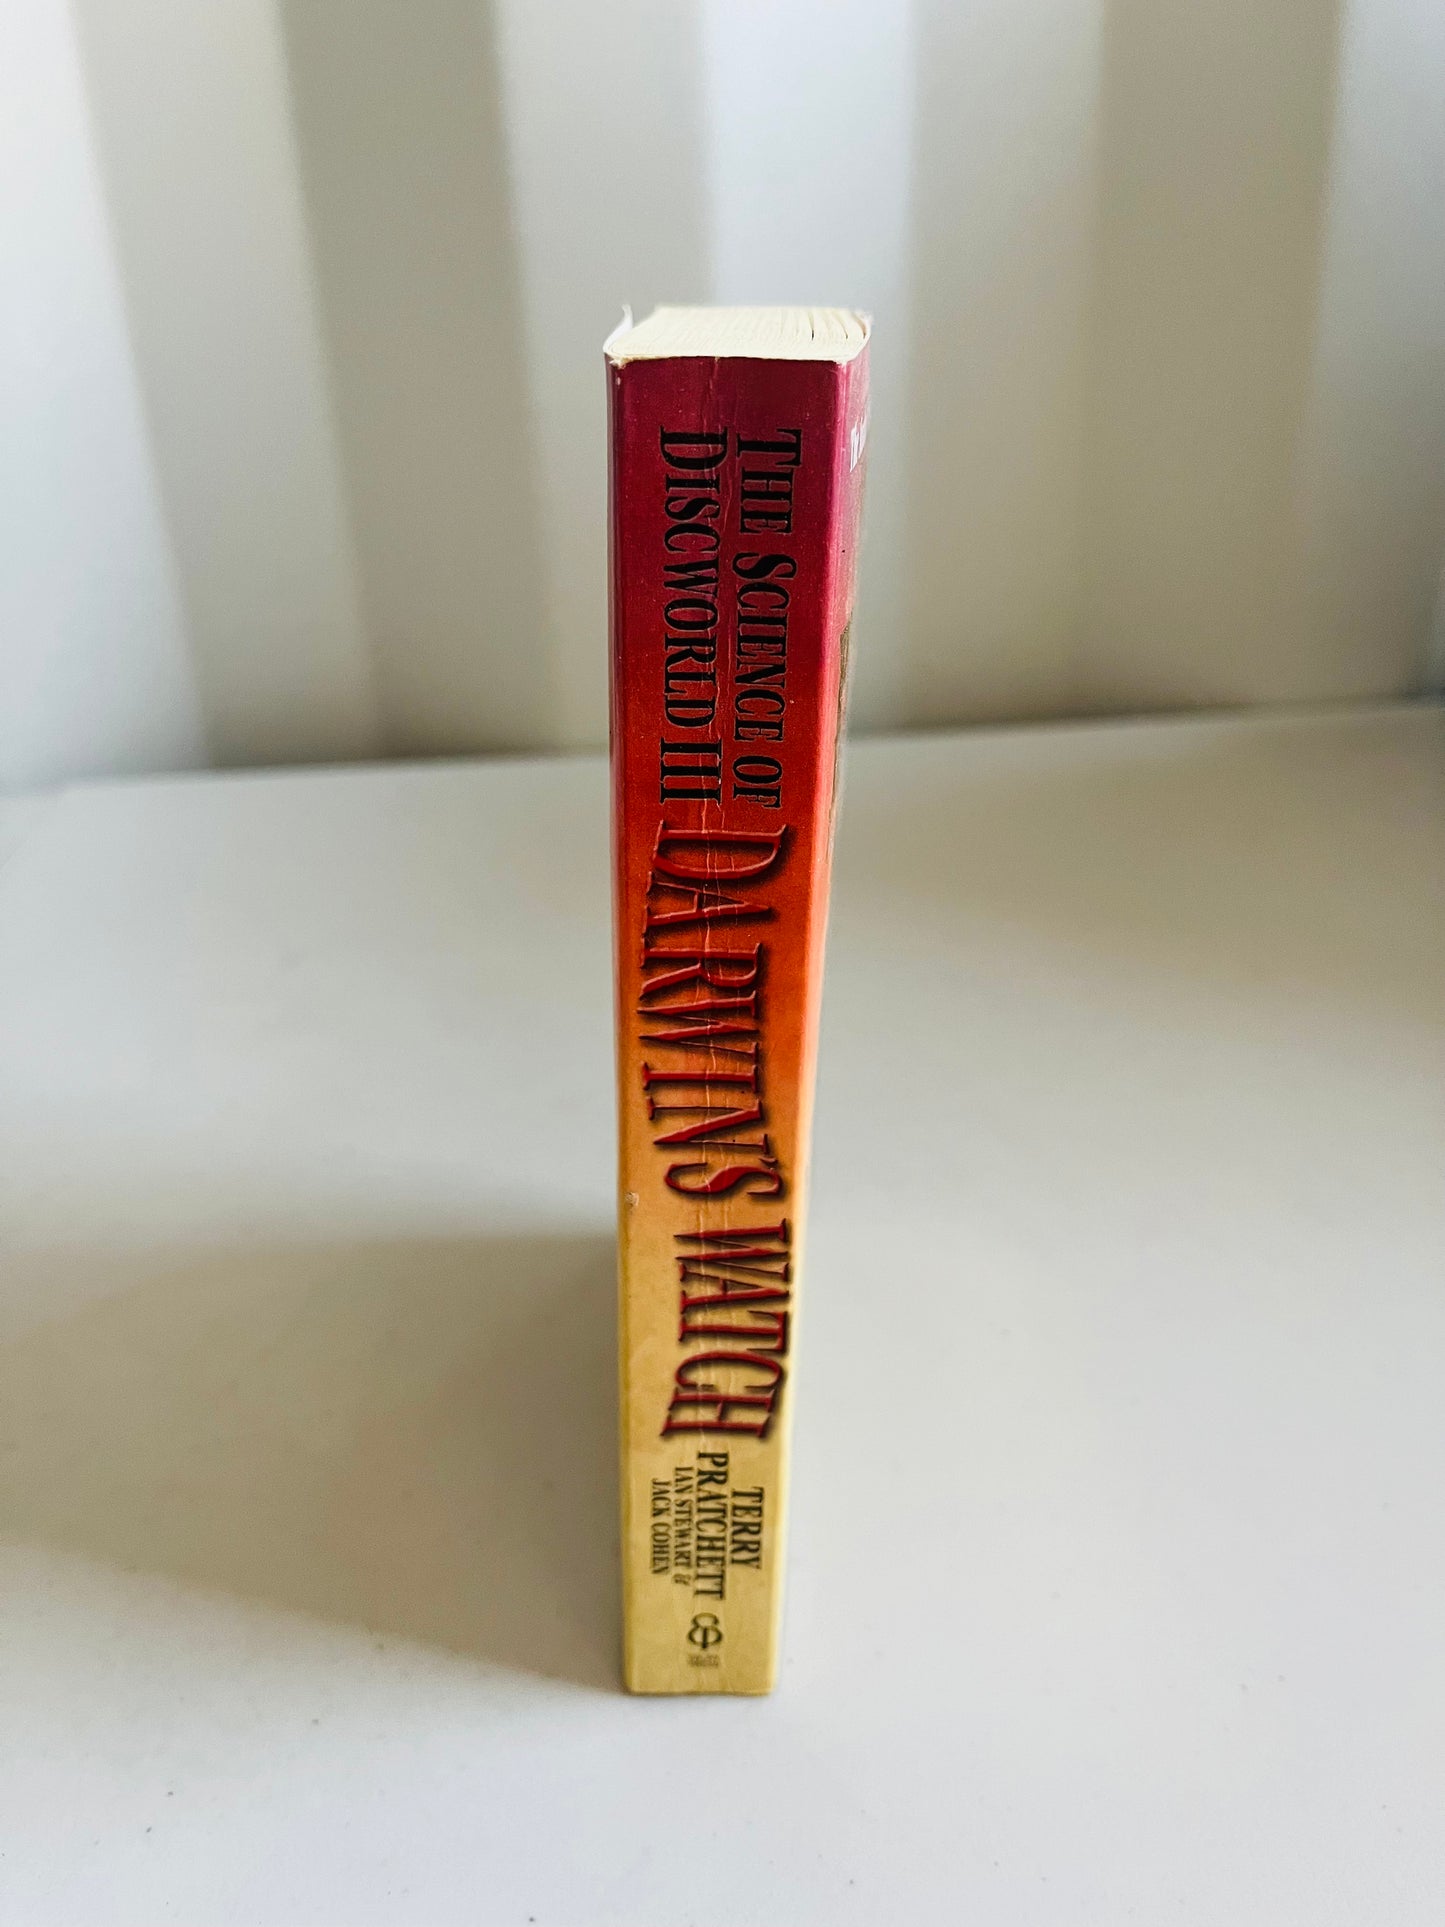 THE SCIENCE OF
DISCWORLD III
DARWIN'S WATCH
TERRY
PRATCHETT
IAN STEWART &
JACK COHEN